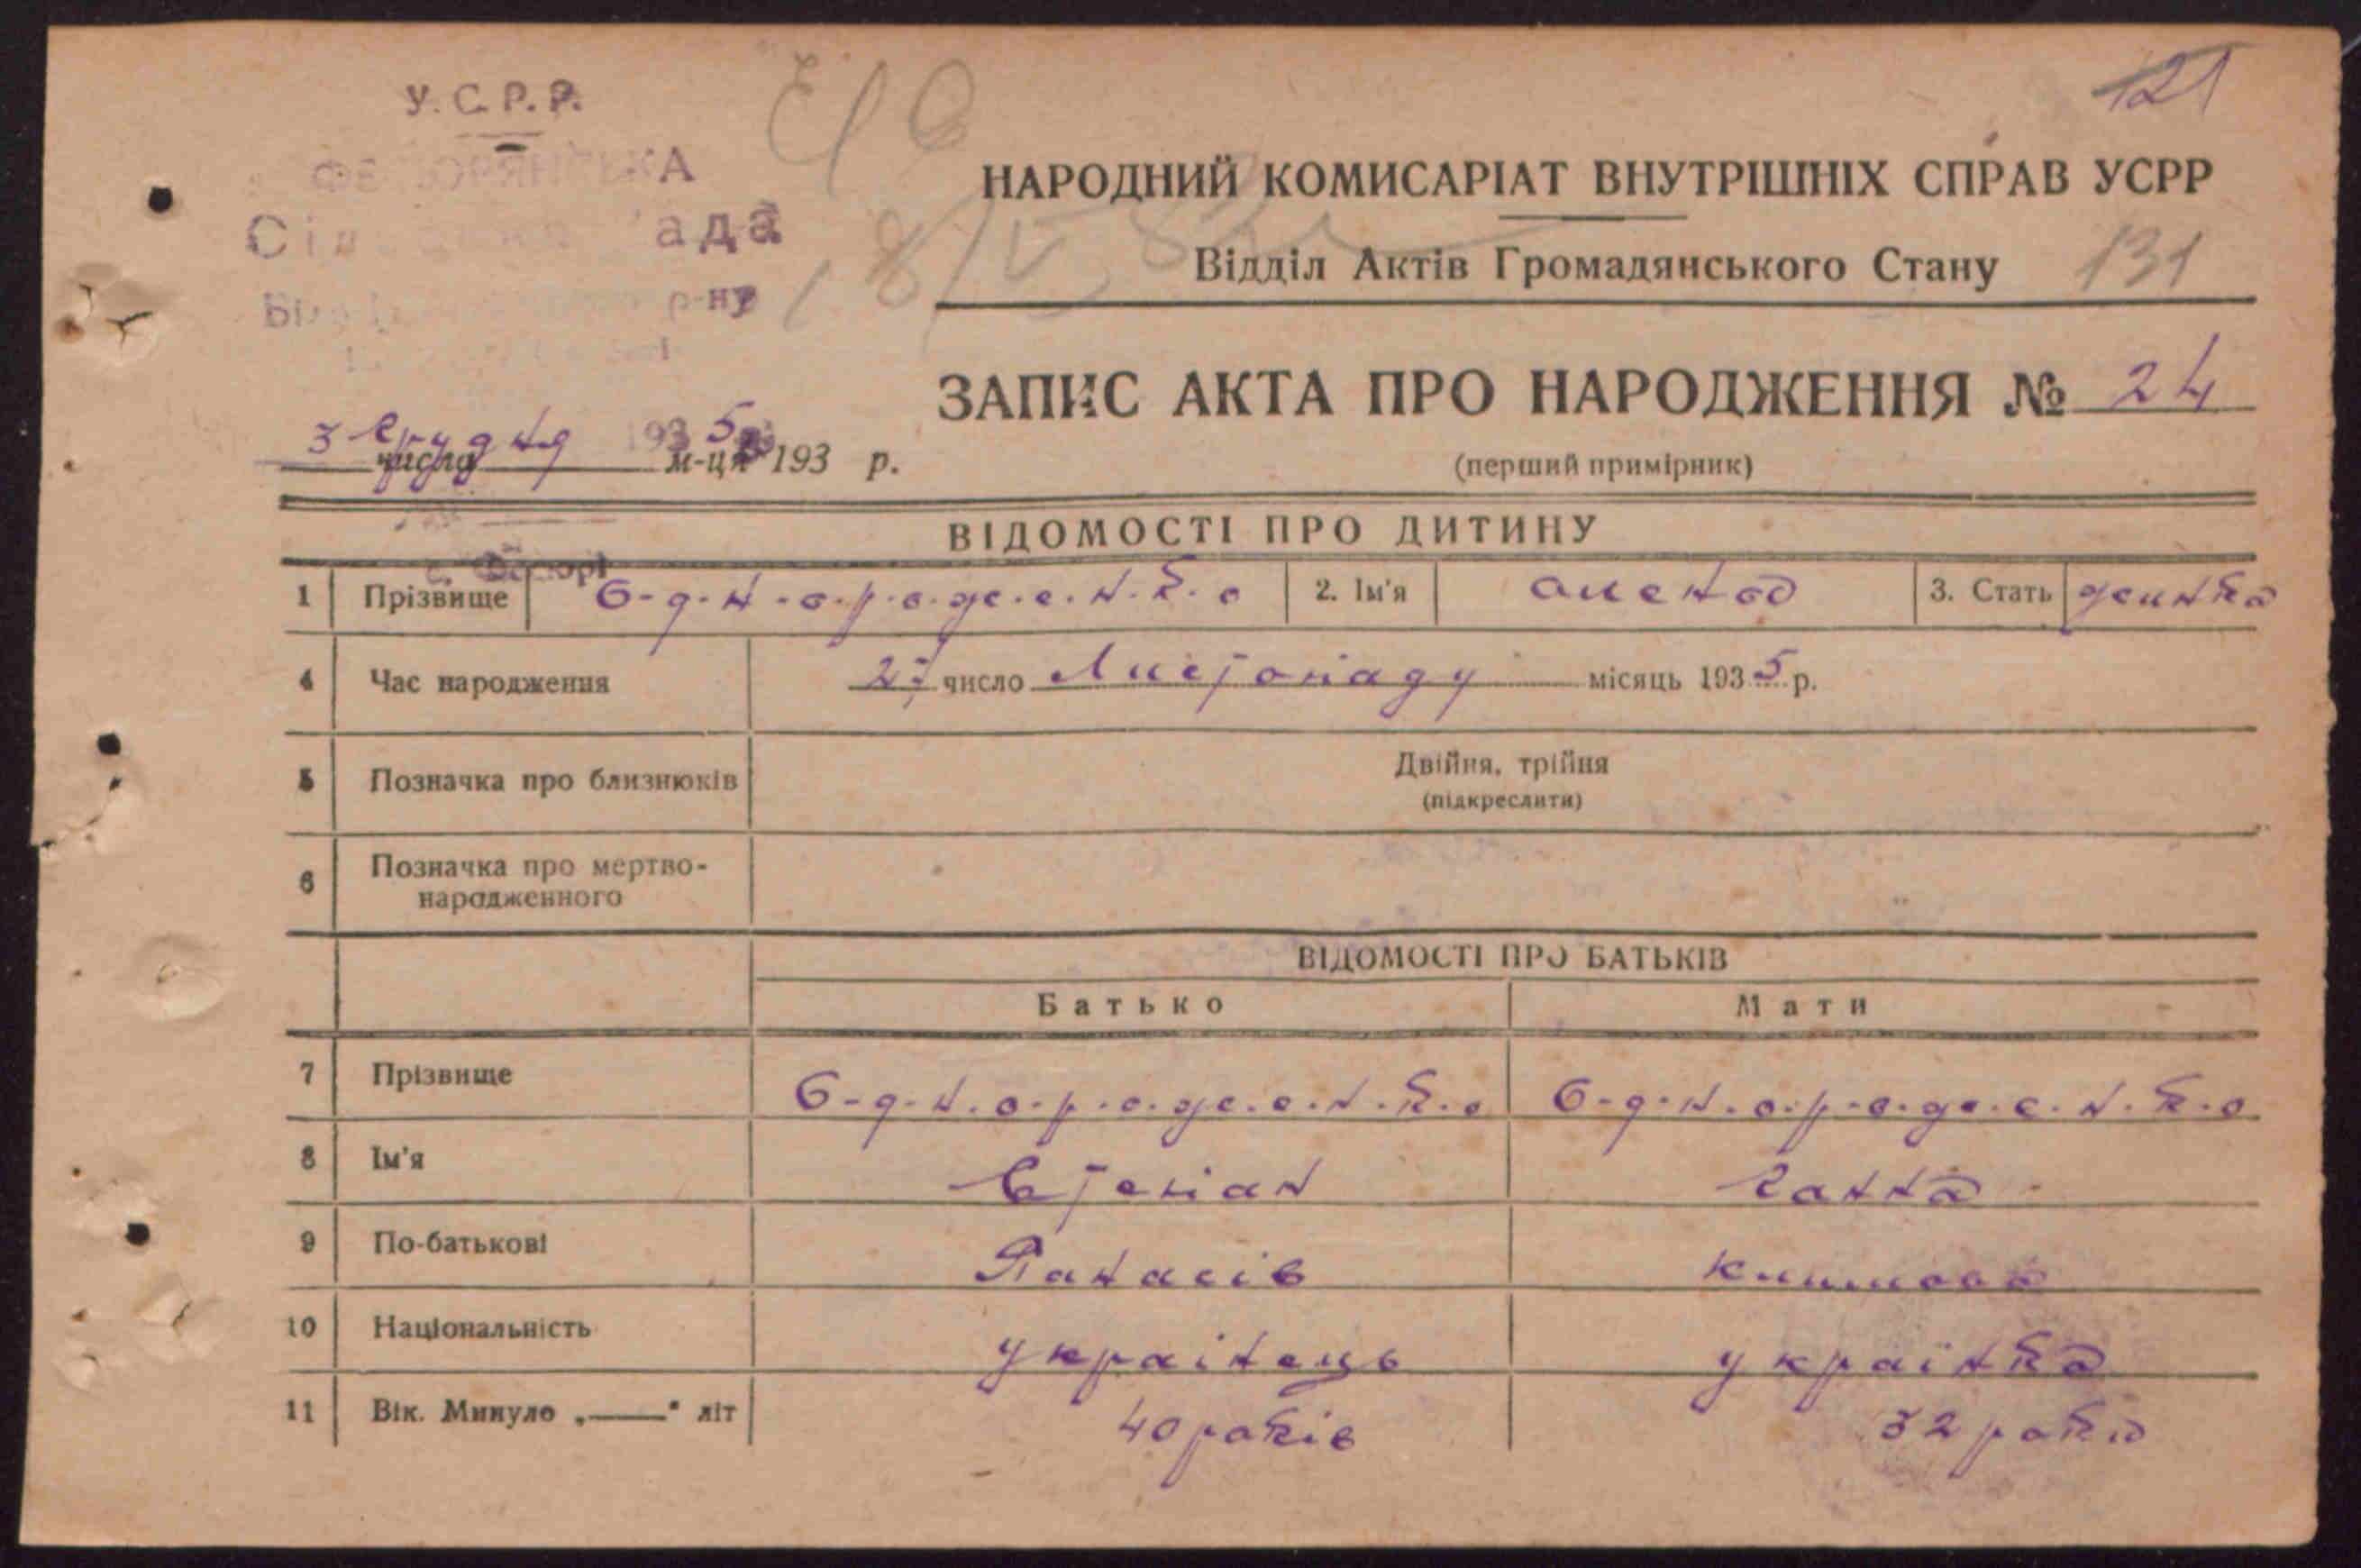 У.С.Р.Р.
121
НАРОДНИЙ КОМИСАРІАТ ВНУТРІШНІХ СПРАВ УСРР
Відділ Актів Громадянського Стану 131
р-ну
ЗАПИС АКТА ПРО НАРОДЖЕННЯ № 24
3 грудня 1935
число м-ця 193 р.
(перший примірник)
ВІДОМОСТІ ПРО ДИТИНУ
1 Прізвище б-д-н-о-р-о-ж-е-н-к-о 2. Ім'я олена 3. Стать жінка
4 Час народження 27 число Листопаду місяць 1935 р.
5 Позначка про близнюків Двійня, трійня
(підкреслити)
6 Позначка про мертво-
народженного
ВІДОМОСТІ ПРО БАТЬКІВ
Батько Мати
7 Прізвище б-д-н-о-р-о-ж-е-н-к-о б-д-н-о-р-о-ж-е-н-к-о
8 Ім'я Степан Ганна
9 По-батькові Панасів Климова
10 Національність українець українка
11 Вік. Минуло „——" літ 40 років 32 роки